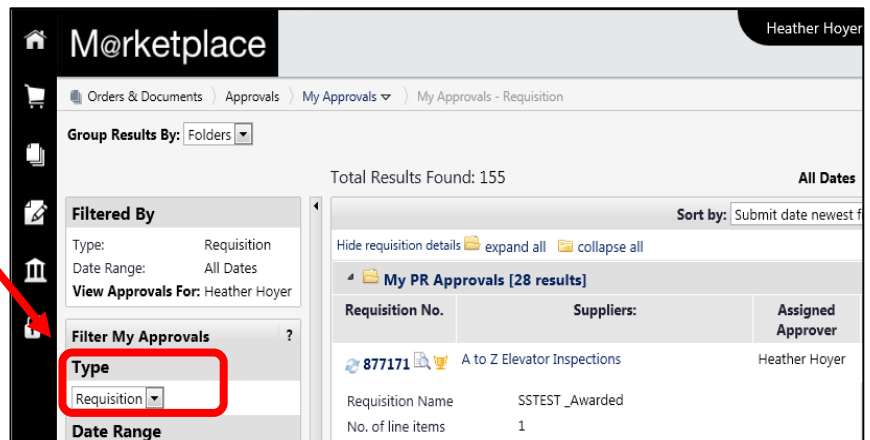 M@rketplace
Heather Hoyer
Orders & Documents Approvals My Approvals My Approvals - Requisition
Group Results By: Folders
Total Results Found: 155 All Dates
Filtered By
Type: Requisition
Date Range: All Dates
View Approvals For: Heather Hoyer
Filter My Approvals ?
Type
Requisition
Date Range
Sort by: Submit date newest f
Hide requisition details expand all collapse all
My PR Approvals [28 results]
Requisition No. Suppliers: Assigned Approver
877171 A to Z Elevator Inspections Heather Hoyer
Requisition Name SSTEST _Awarded
No. of line items 1